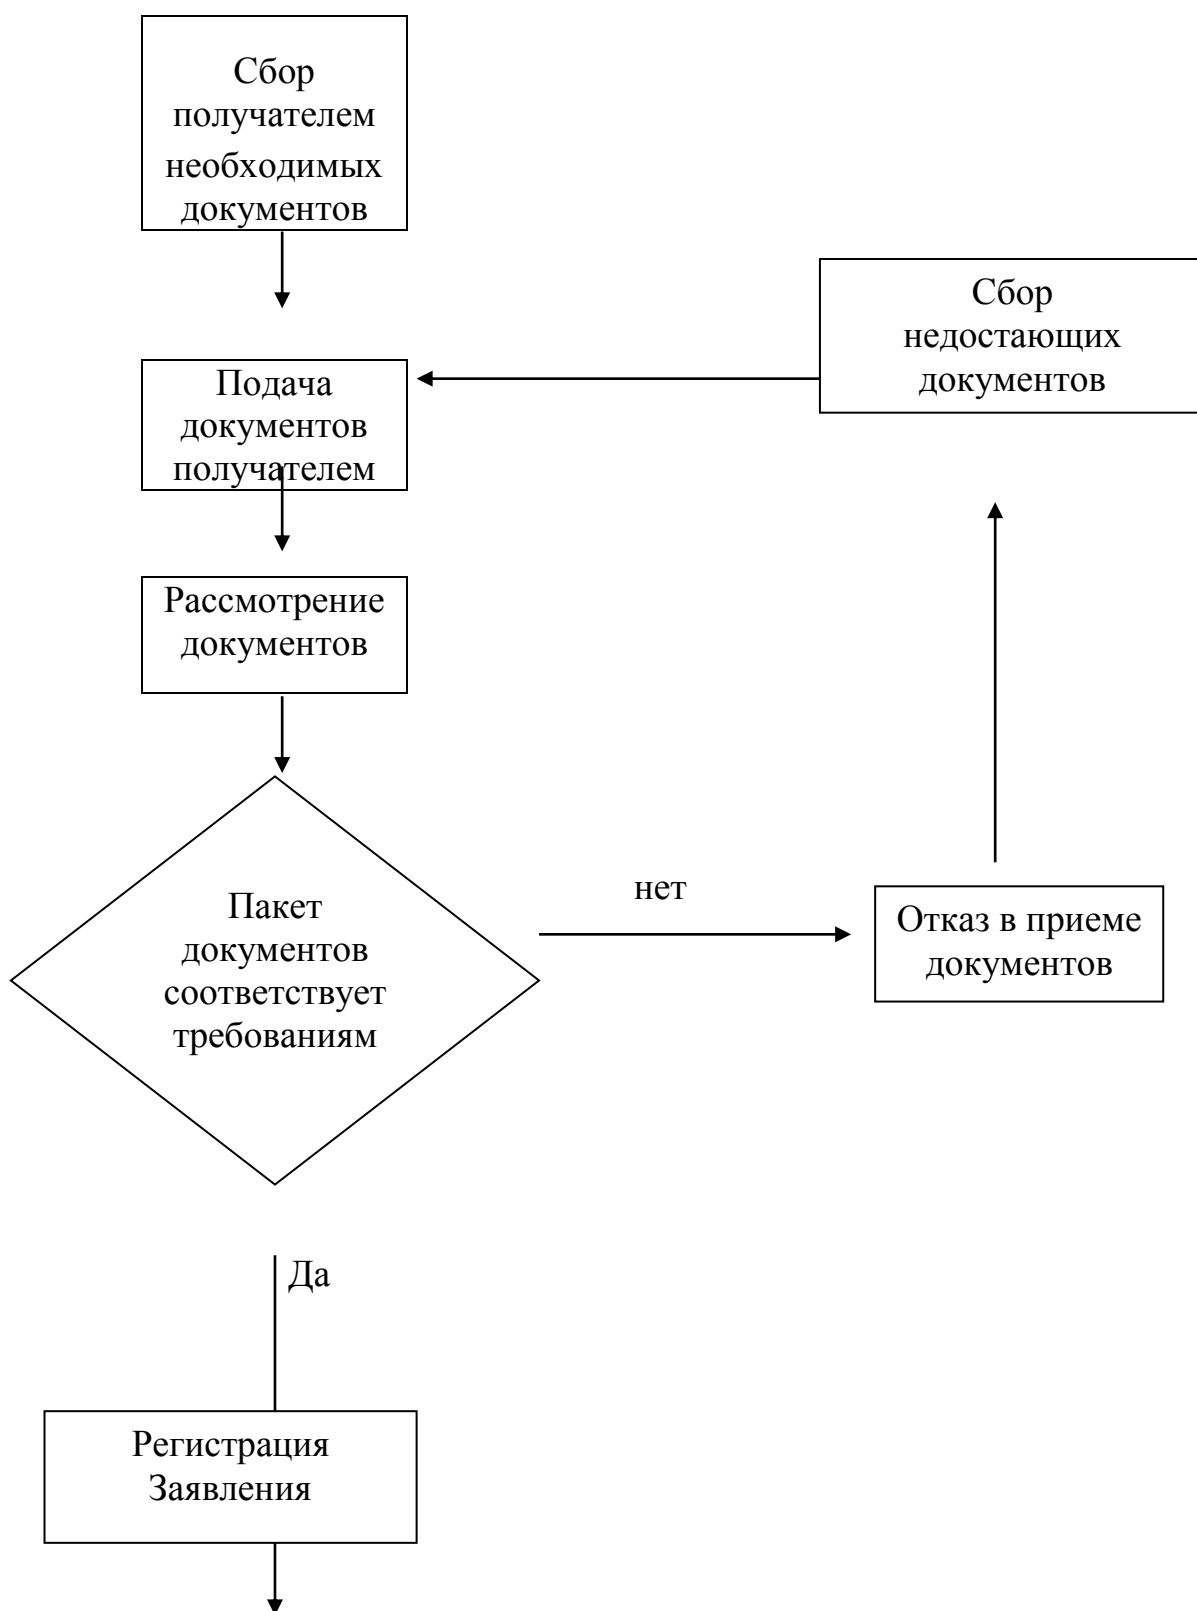 Сбор
получателем
необходимых
документов
Сбор
недостающих
документов
Подача
документов
получателем
Рассмотрение
документов
Пакет
документов
соответствует
требованиям
нет
Отказ в приеме
документов
Да
Регистрация
Заявления